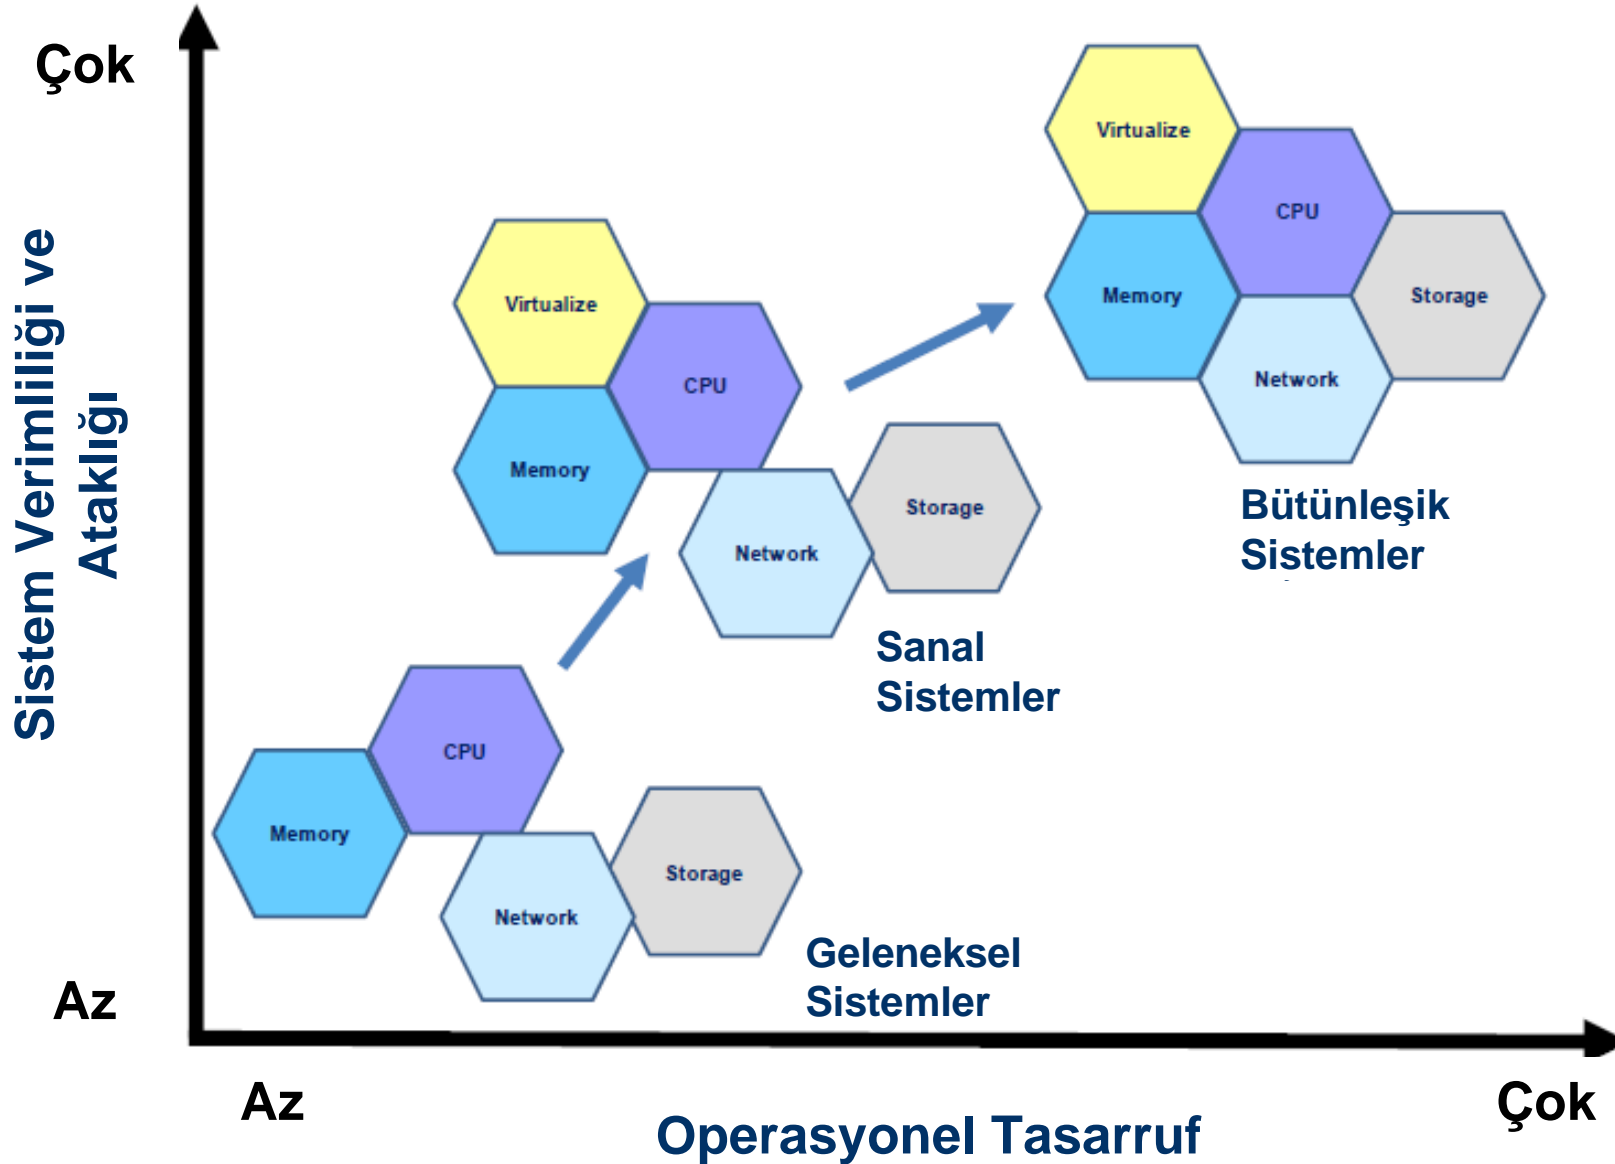 Çok
Sistem Verimliliği ve
Ataklığı
Az
Virtualize
CPU
Memory
Storage
Network
Bütünleşik
Sistemler
Virtualize
CPU
Memory
Storage
Network
Sanal
Sistemler
CPU
Memory
Storage
Network
Geleneksel
Sistemler
Az
Çok
Operasyonel Tasarruf